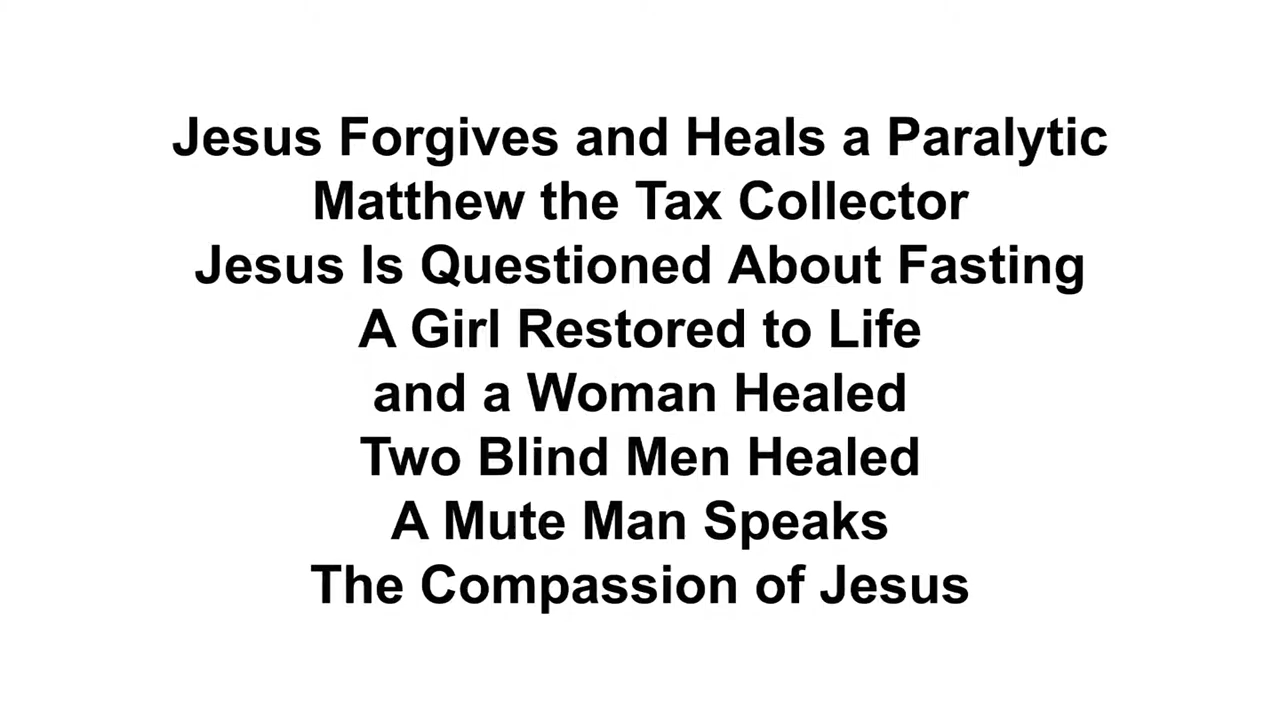 Jesus Forgives and Heals a Paralytic
Matthew the Tax Collector
Jesus Is Questioned About Fasting
A Girl Restored to Life
and a Woman Healed
Two Blind Men Healed
A Mute Man Speaks
The Compassion of Jesus